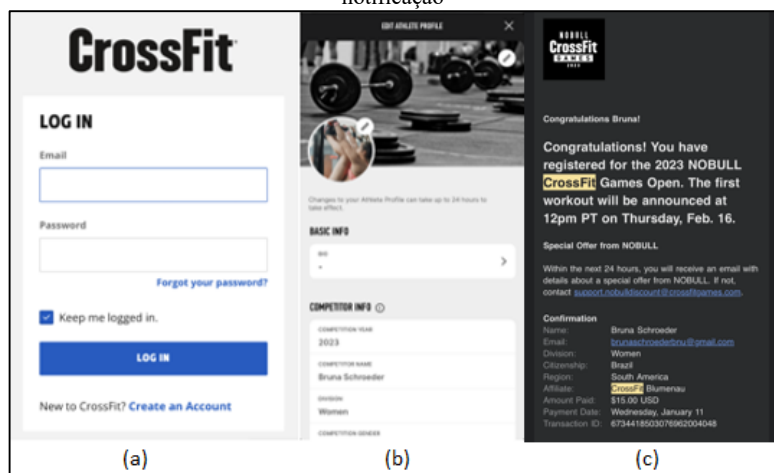 notificação
CrossFit
LOG IN
Email
Password
Forgot your password?
Keep me logged in.
LOG IN
New to CrossFit? Create an Account
(a)
EDIT ATHLETE PROFILE
Changes to your Athlete Profile can take up to 24 hours to
take effect.
BASIC INFO
BIO
-
COMPETITOR INFO
COMPETITION YEAR
2023
COMPETITOR NAME
Bruna Schroeder
DIVISION
Women
COMPETITION GENDER
(b)
NOBULL
CrossFit
GAMES
Congratulations Bruna!
Congratulations! You have
registered for the 2023 NOBULL
CrossFit Games Open. The first
workout will be announced at
12pm PT on Thursday, Feb. 16.
Special Offer from NOBULL
Within the next 24 hours, you will receive an email with
details about a special offer from NOBULL. If not,
contact support.nobulldiscount@crossfitgames.com.
Confirmation
Name: Bruna Schroeder
Email: brunaschroederbnu@gmail.com
Division: Women
Citizenship: Brazil
Region: South America
Affiliate: CrossFit Blumenau
Amount Paid: $15.00 USD
Payment Date: Wednesday, January 11
Transaction ID: 6734418503076962004048
(c)